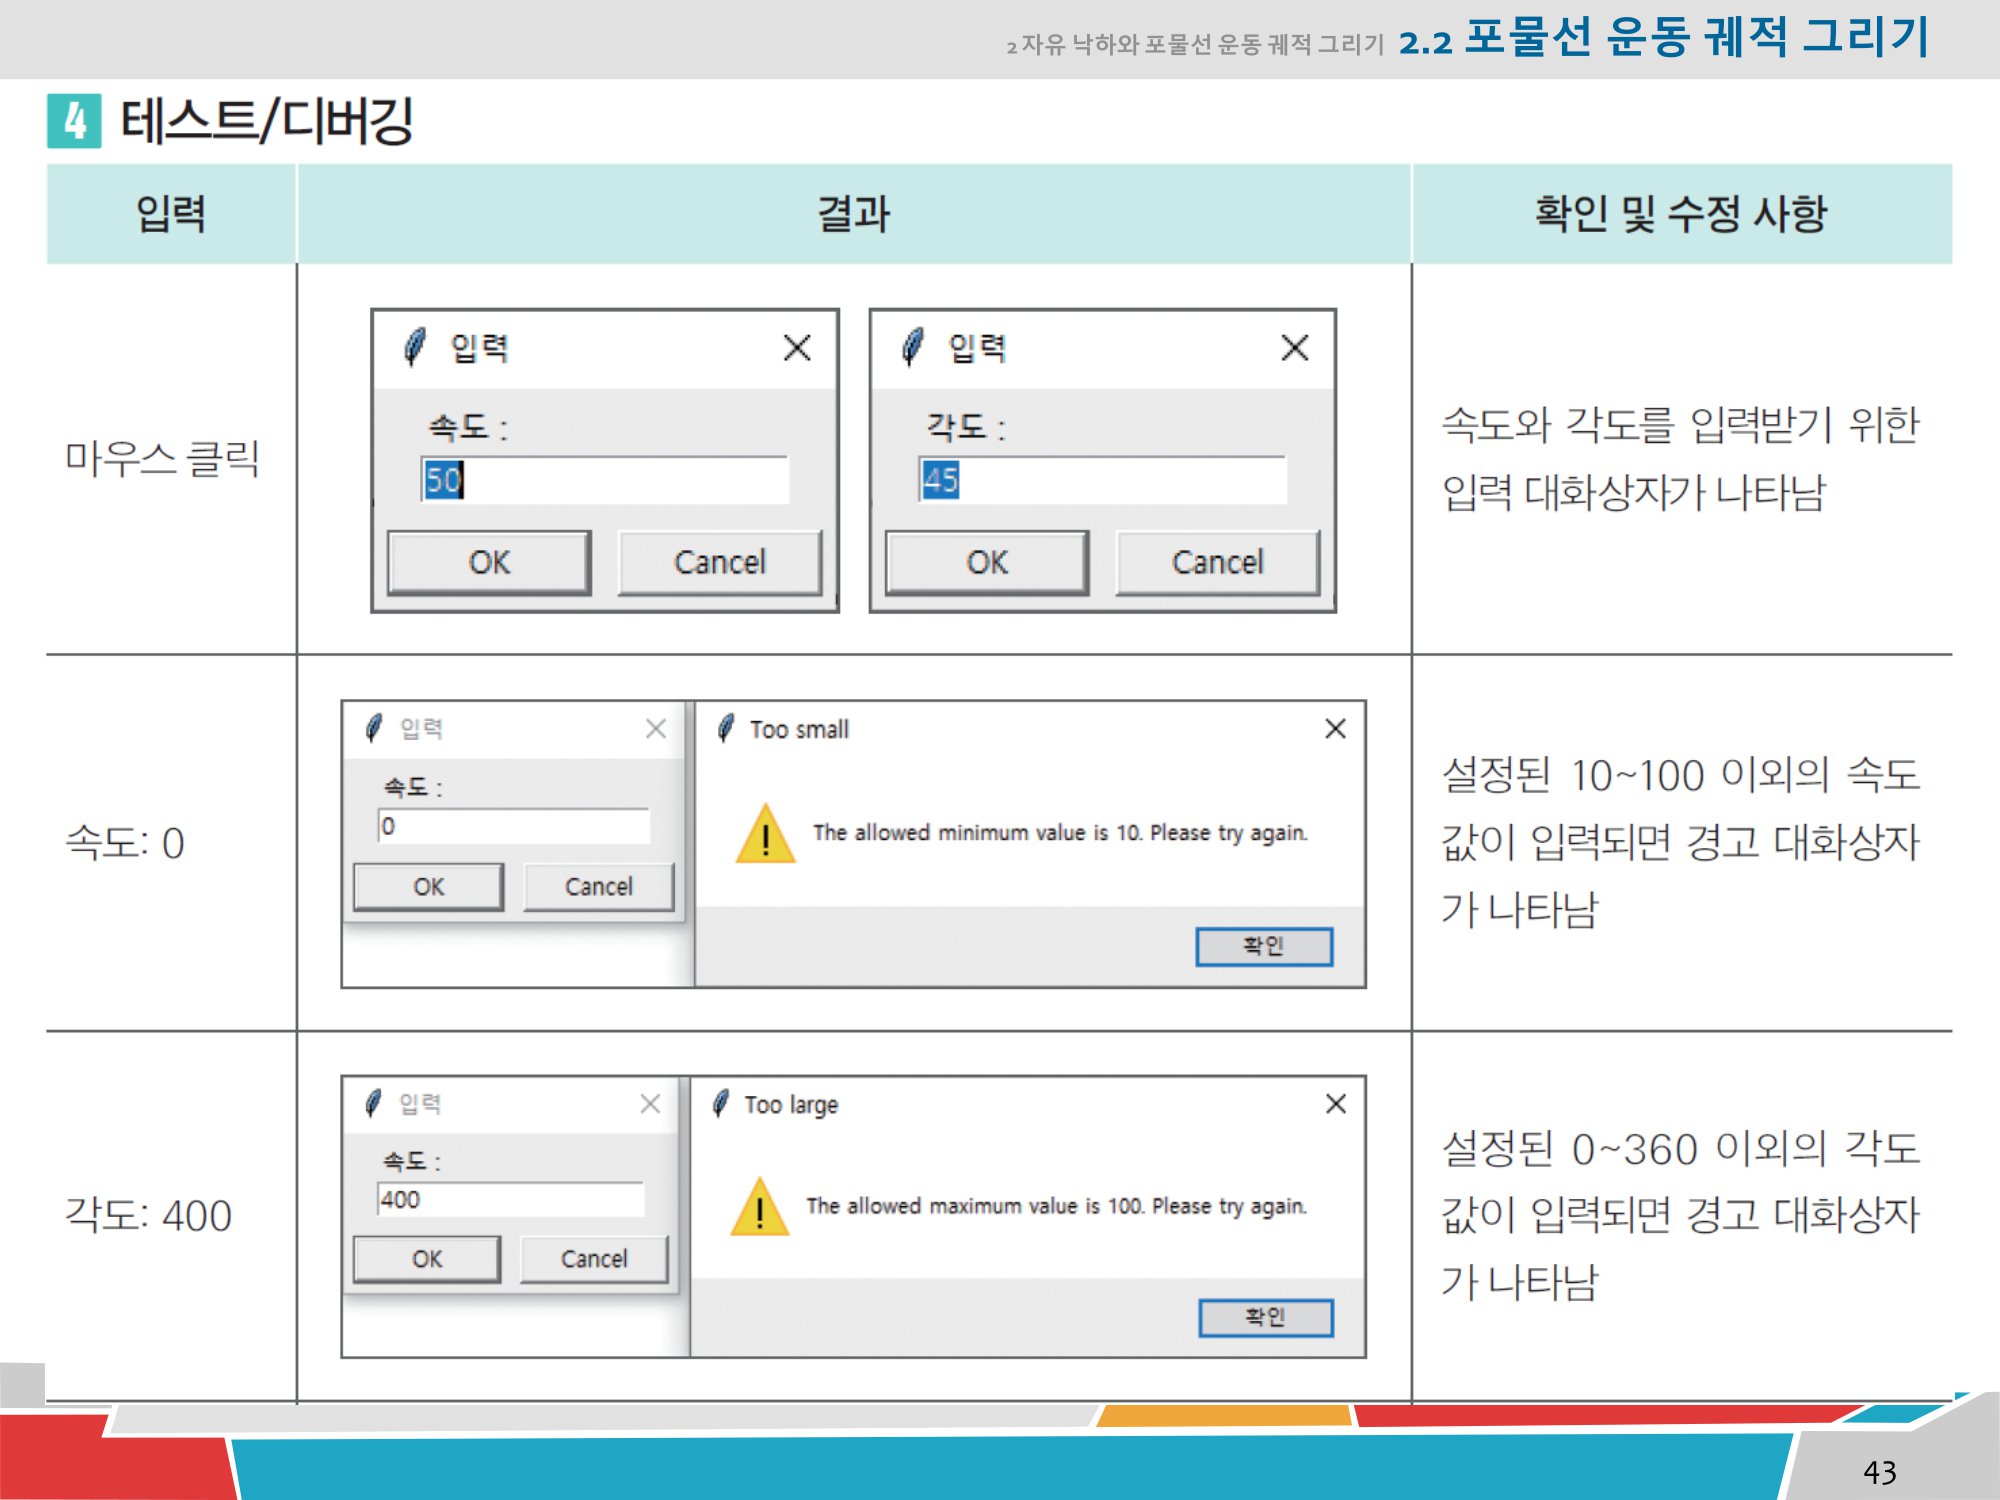 2 자유 낙하와 포물선 운동 궤적 그리기 2.2 포물선 운동 궤적 그리기
4 테스트/디버깅
입력 결과 확인 및 수정 사항
마우스 클릭
입력
속도 :
50
OK Cancel
입력
각도 :
45
OK Cancel
속도와 각도를 입력받기 위한
입력 대화상자가 나타남
속도: 0
입력
속도 :
0
OK Cancel
Too small
The allowed minimum value is 10. Please try again.
확인
설정된 10~100 이외의 속도
값이 입력되면 경고 대화상자
가 나타남
각도: 400
입력
속도 :
400
OK Cancel
Too large
The allowed maximum value is 100. Please try again.
확인
설정된 0~360 이외의 각도
값이 입력되면 경고 대화상자
가 나타남
43